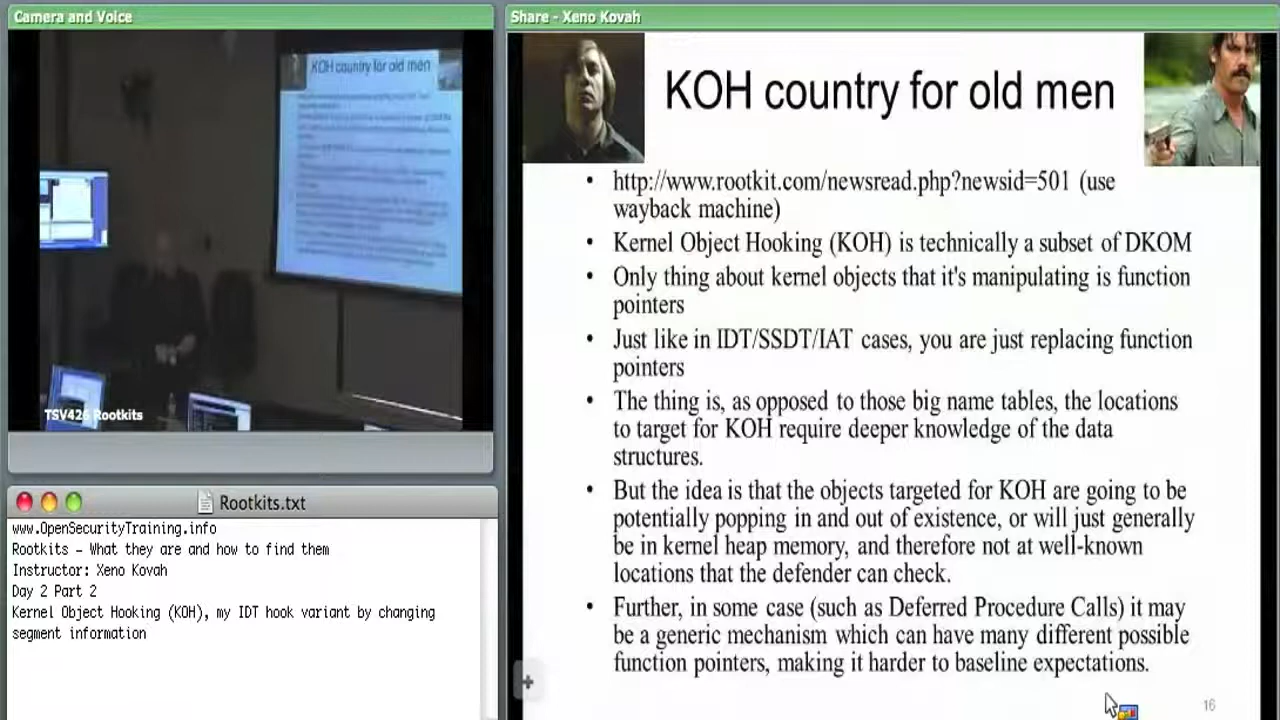 Camera and Voice
KOH country for old men
TSV426 Rootkits
Rootkits.txt
www.OpenSecurityTraining.info
Rootkits - What they are and how to find them
Instructor: Xeno Kovah
Day 2 Part 2
Kernel Object Hooking (KOH), my IDT hook variant by changing
segment information
Share - Xeno Kovah
KOH country for old men
• http://www.rootkit.com/newsread.php?newsid=501 (use
wayback machine)
• Kernel Object Hooking (KOH) is technically a subset of DKOM
• Only thing about kernel objects that it's manipulating is function
pointers
• Just like in IDT/SSDT/IAT cases, you are just replacing function
pointers
• The thing is, as opposed to those big name tables, the locations
to target for KOH require deeper knowledge of the data
structures.
• But the idea is that the objects targeted for KOH are going to be
potentially popping in and out of existence, or will just generally
be in kernel heap memory, and therefore not at well-known
locations that the defender can check.
• Further, in some case (such as Deferred Procedure Calls) it may
be a generic mechanism which can have many different possible
function pointers, making it harder to baseline expectations.
16